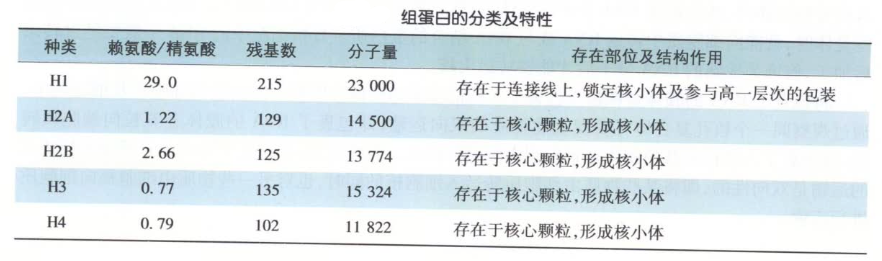 组蛋白的分类及特性
种类 赖氨酸/精氨酸 残基数 分子量 存在部位及结构作用
H1 29.0 215 23 000 存在于连接线上,锁定核小体及参与高一层次的包装
H2A 1.22 129 14 500 存在于核心颗粒,形成核小体
H2B 2.66 125 13 774 存在于核心颗粒,形成核小体
H3 0.77 135 15 324 存在于核心颗粒,形成核小体
H4 0.79 102 11 822 存在于核心颗粒,形成核小体